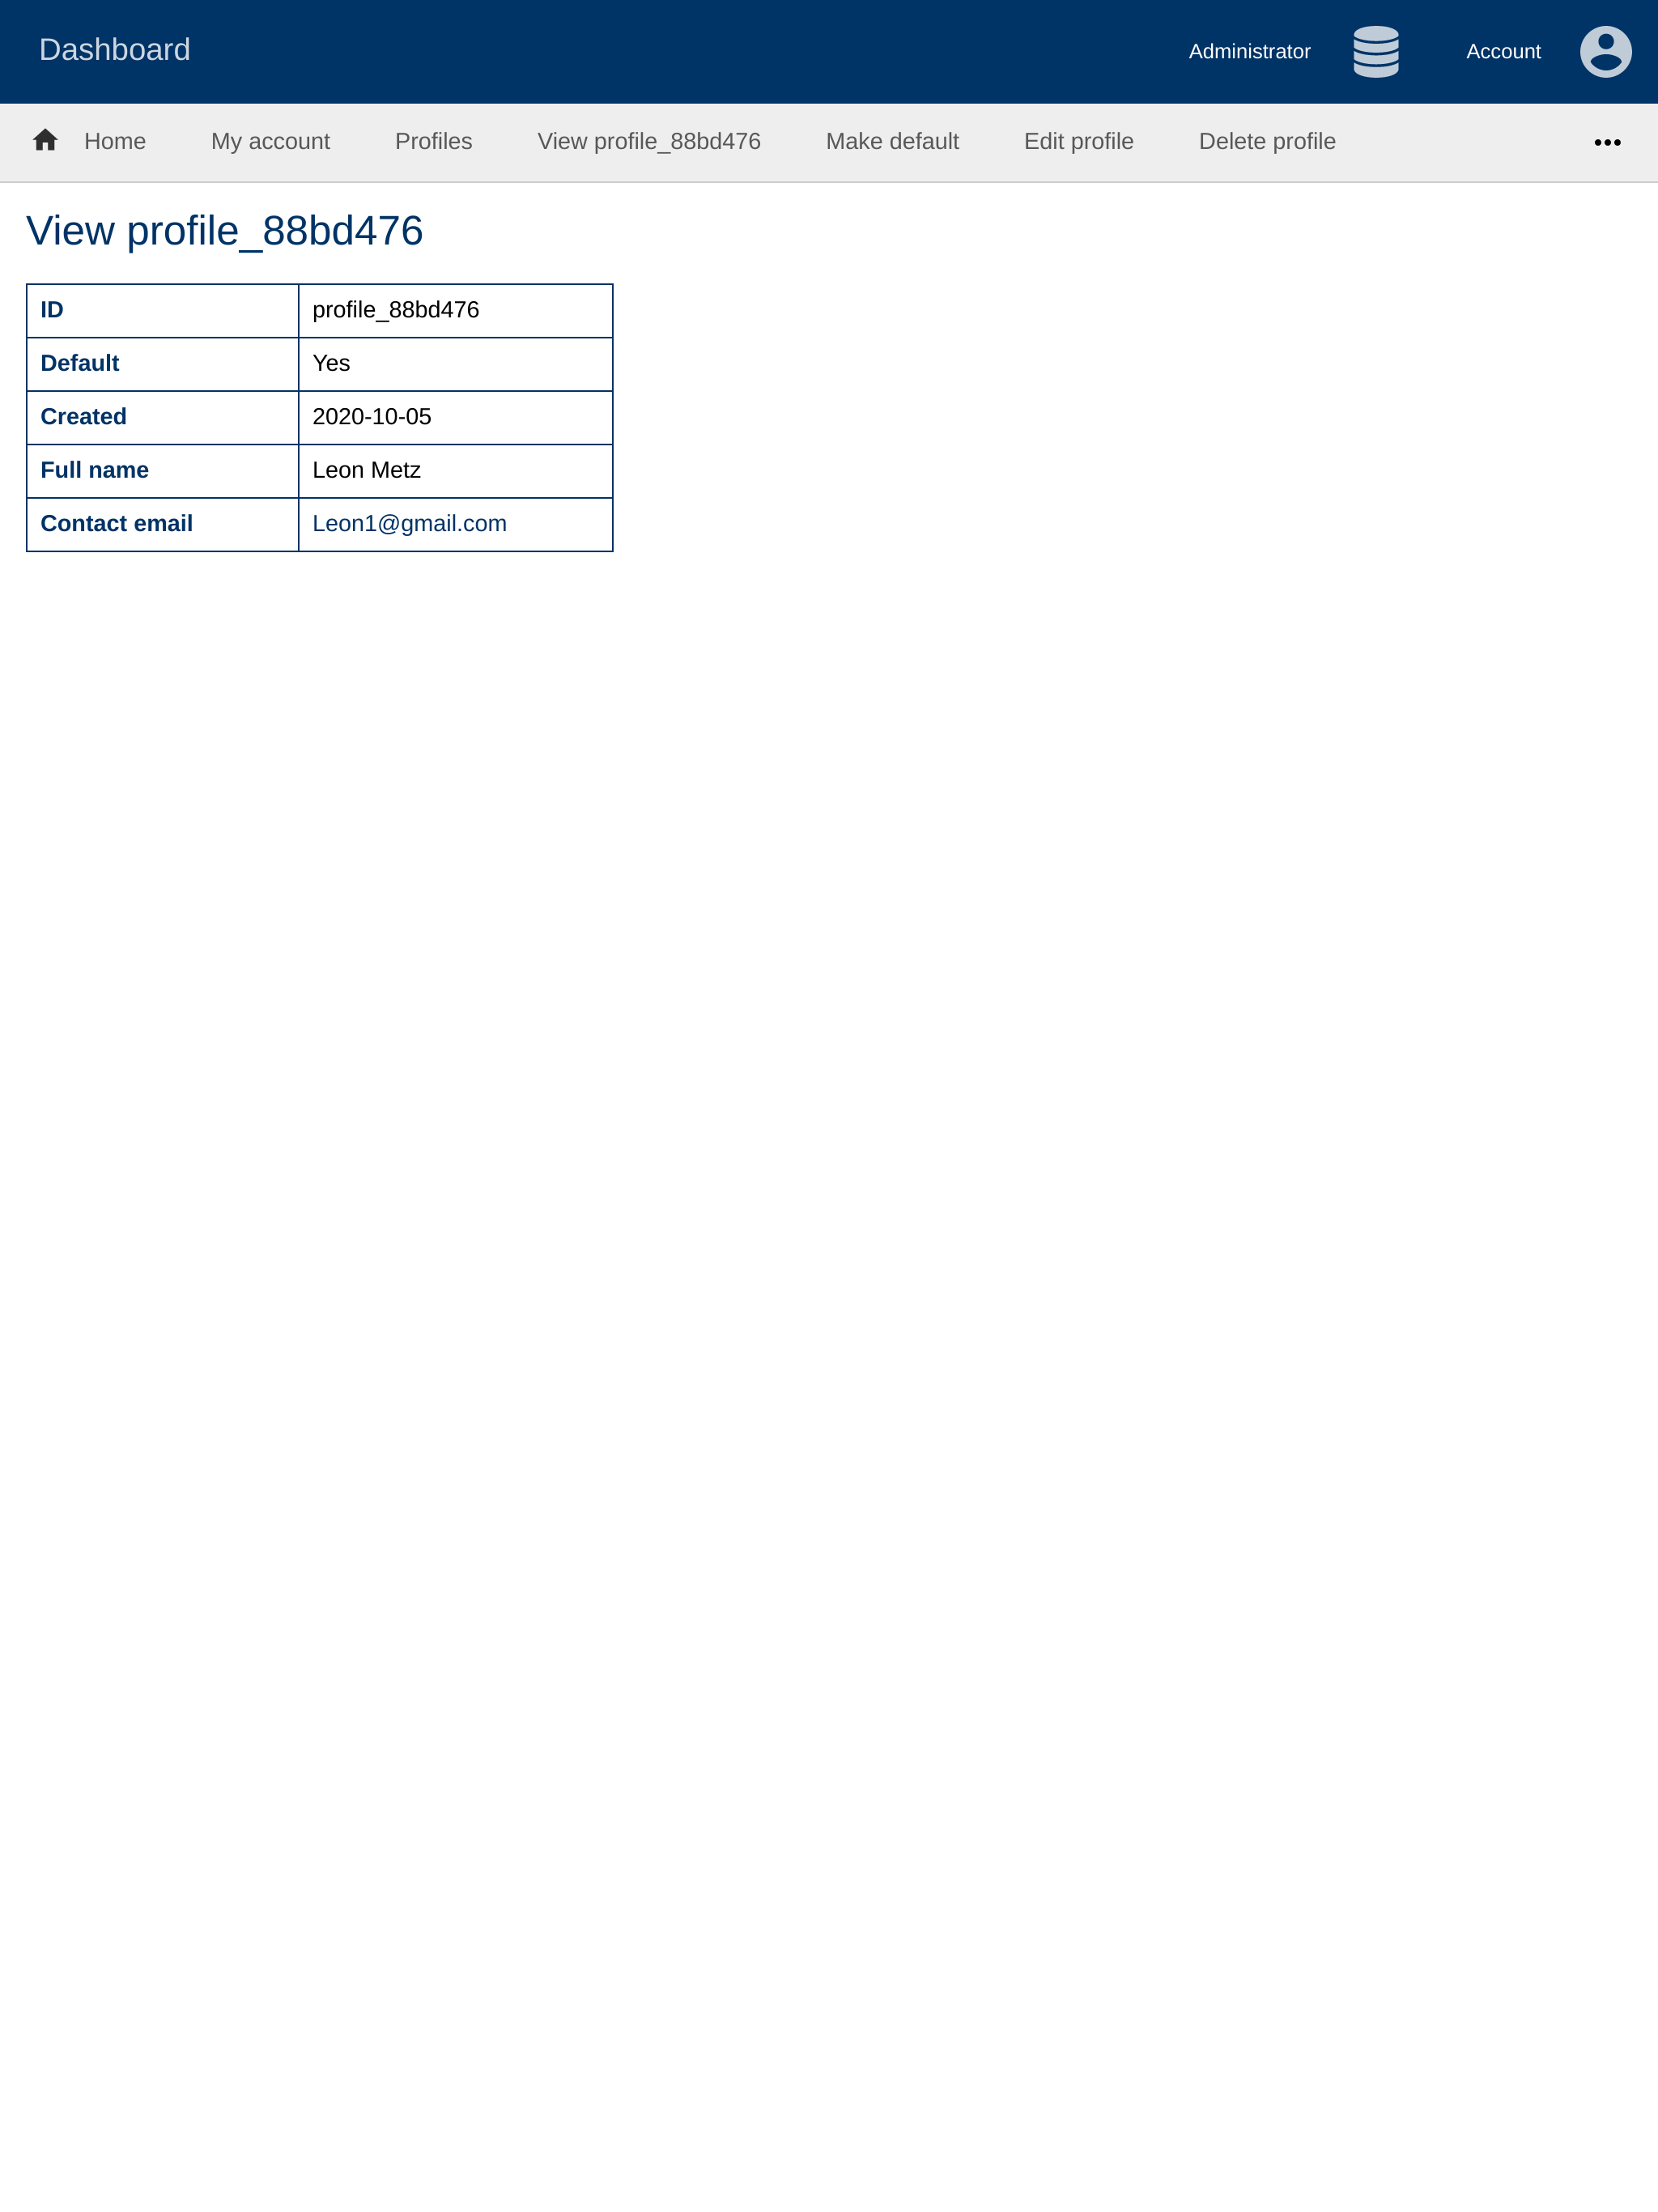 Dashboard Administrator Account
Home My account Profiles View profile_88bd476 Make default Edit profile Delete profile
View profile_88bd476
ID profile_88bd476
Default Yes
Created 2020-10-05
Full name Leon Metz
Contact email Leon1@gmail.com